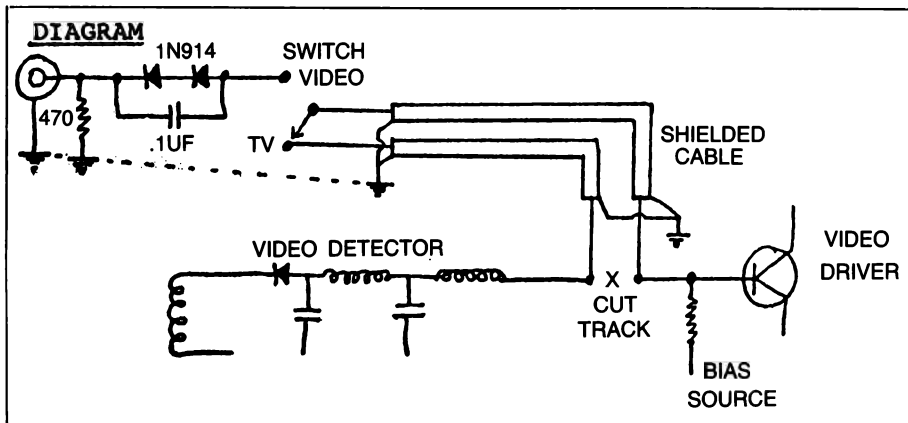 DIAGRAM
1N914
SWITCH
VIDEO
470
.1UF
TV
SHIELDED
CABLE
VIDEO DETECTOR
VIDEO
DRIVER
X
CUT
TRACK
BIAS
SOURCE